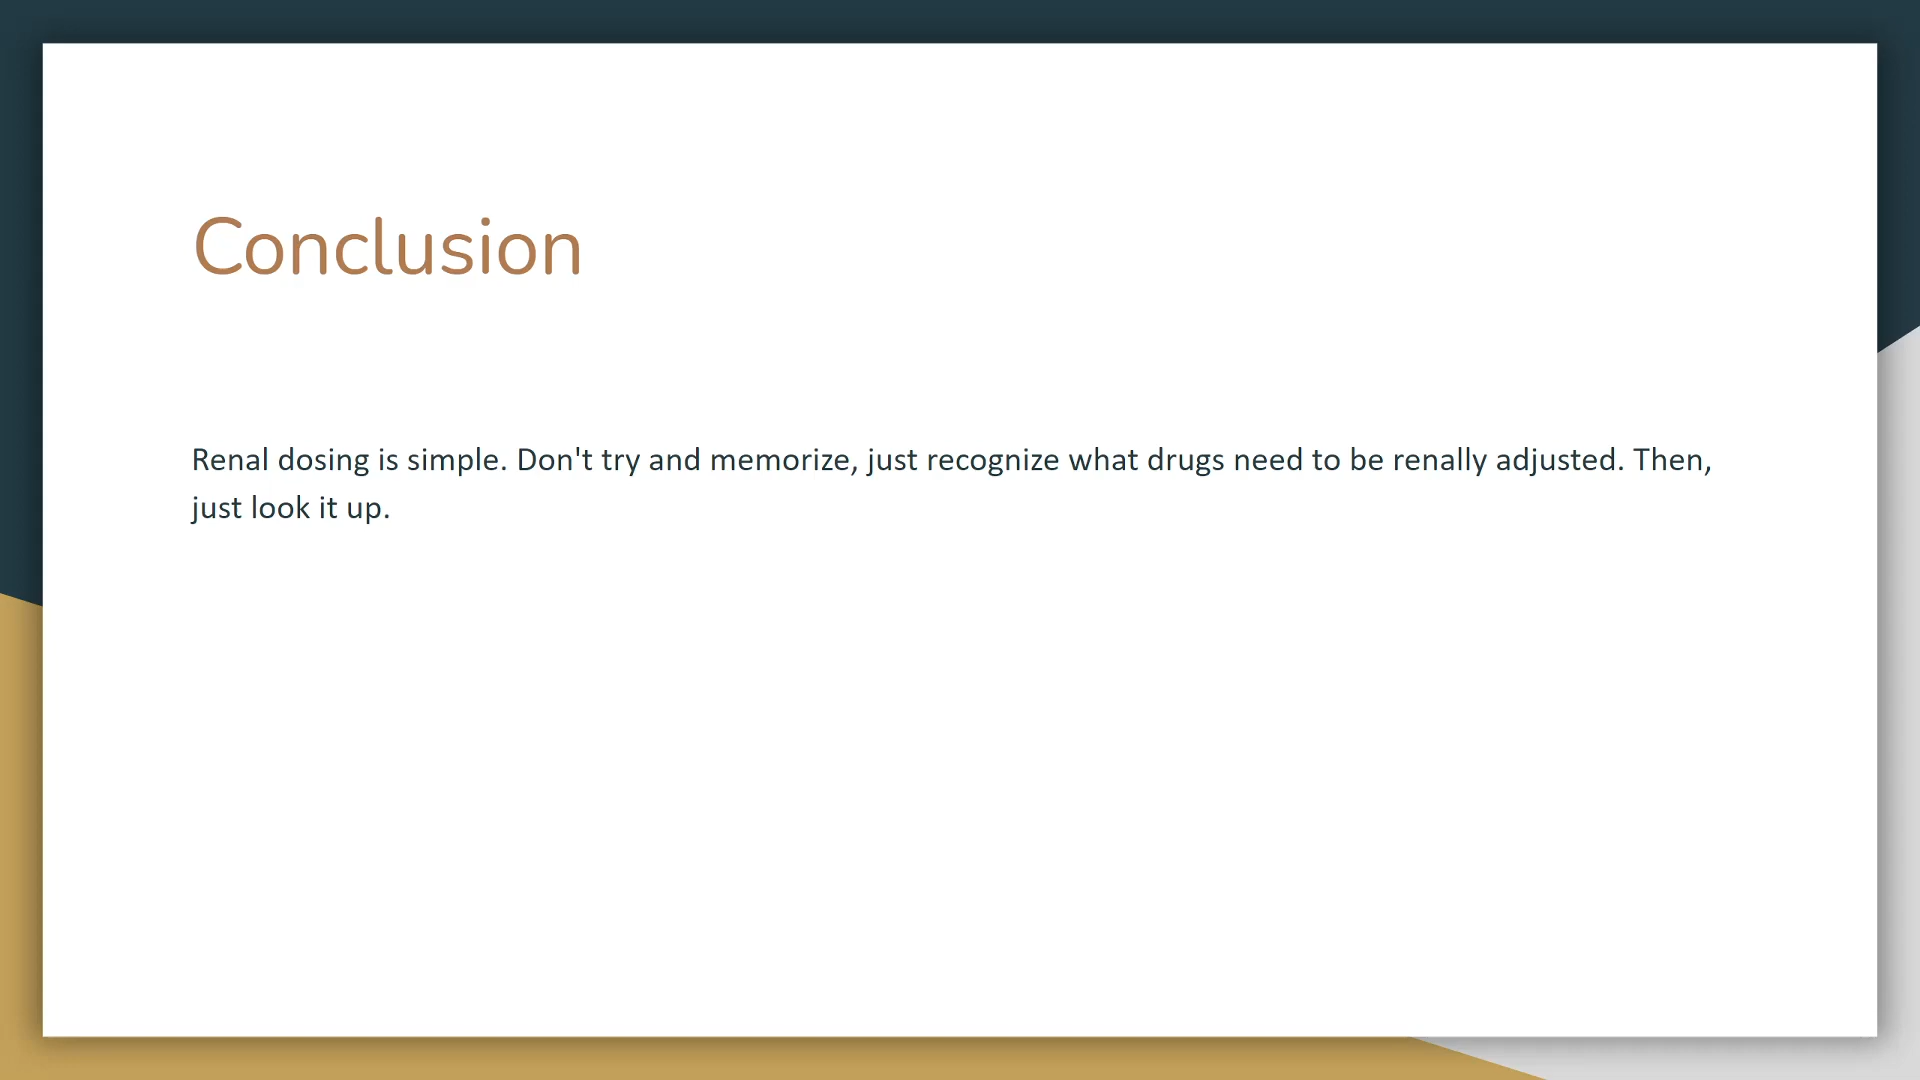 Conclusion
Renal dosing is simple. Don't try and memorize, just recognize what drugs need to be renally adjusted. Then,
just look it up.